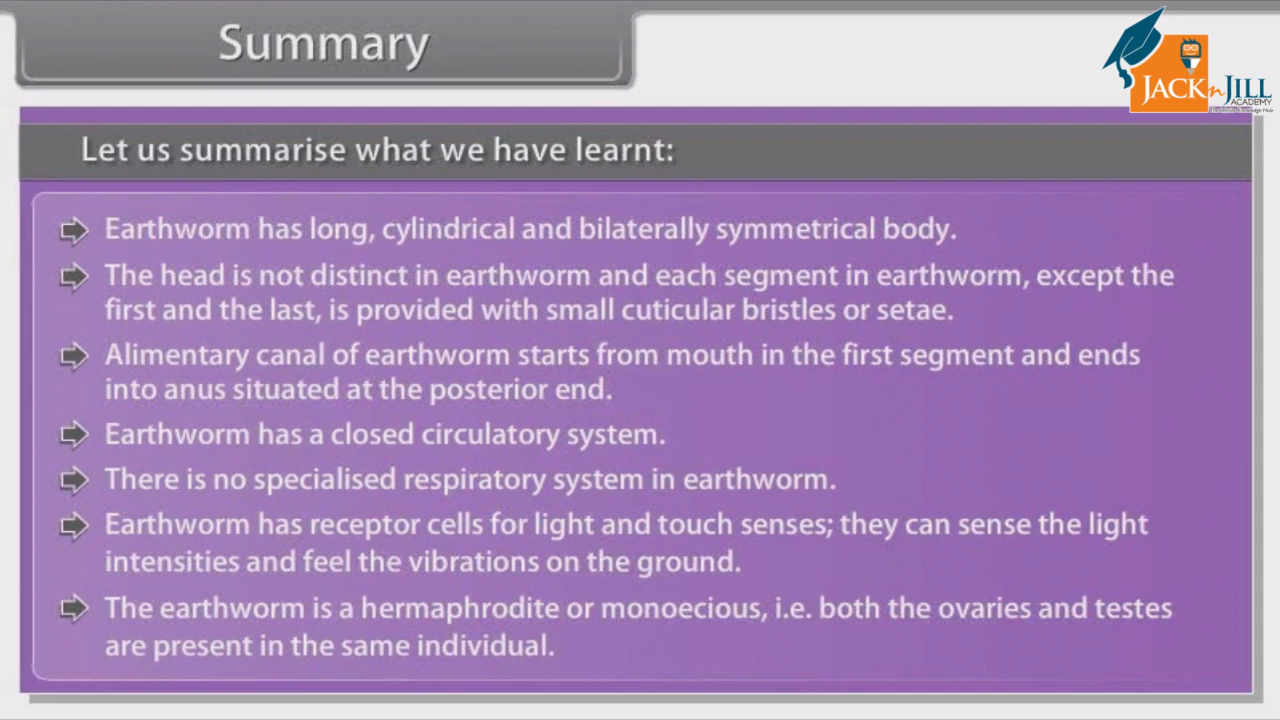 Summary
JACKnJILL
ACADEMY
Let us summarise what we have learnt:
Earthworm has long, cylindrical and bilaterally symmetrical body.
The head is not distinct in earthworm and each segment in earthworm, except the
first and the last, is provided with small cuticular bristles or setae.
Alimentary canal of earthworm starts from mouth in the first segment and ends
into anus situated at the posterior end.
Earthworm has a closed circulatory system.
There is no specialised respiratory system in earthworm.
Earthworm has receptor cells for light and touch senses; they can sense the light
intensities and feel the vibrations on the ground.
The earthworm is a hermaphrodite or monoecious, i.e. both the ovaries and testes
are present in the same individual.